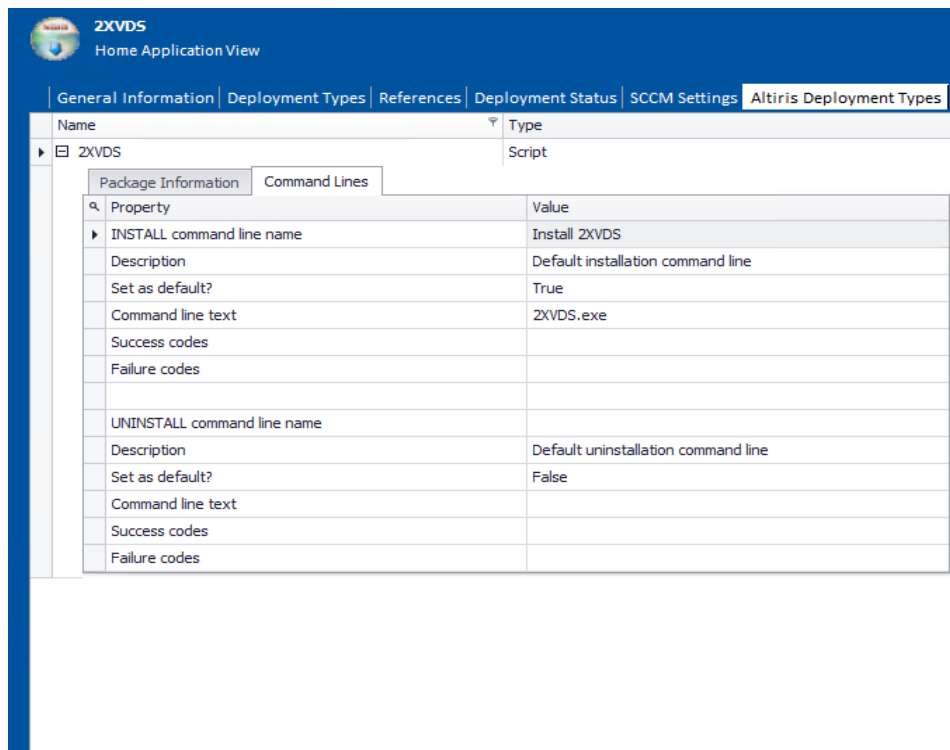 2XVDS
Home Application View
General Information Deployment Types References Deployment Status SCCM Settings Altiris Deployment Types
Name Type
2XVDS Script
Package Information Command Lines
Property Value
INSTALL command line name Install 2XVDS
Description Default installation command line
Set as default? True
Command line text 2XVDS.exe
Success codes
Failure codes
UNINSTALL command line name
Description Default uninstallation command line
Set as default? False
Command line text
Success codes
Failure codes